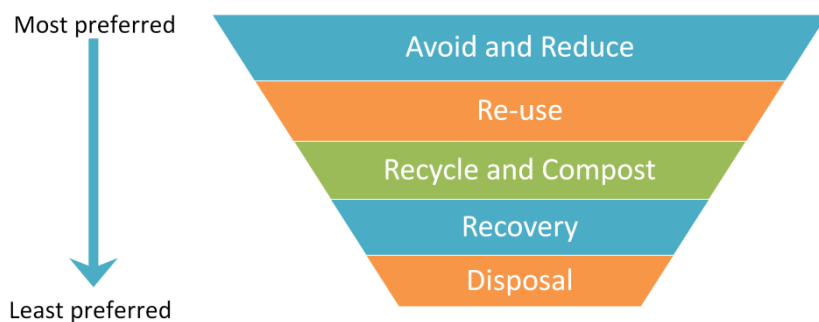 Most preferred
Avoid and Reduce
Re-use
Recycle and Compost
Recovery
Disposal
Least preferred